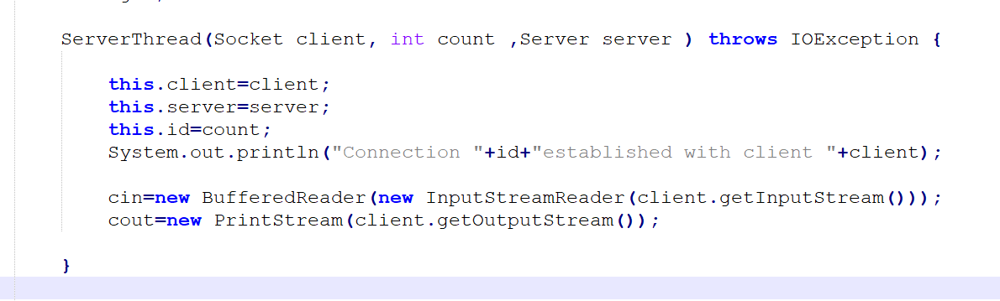 ServerThread(Socket client, int count ,Server server ) throws IOException {
this.client=client;
this.server=server;
this.id=count;
System.out.println("Connection "+id+"established with client "+client);
cin=new BufferedReader(new InputStreamReader(client.getInputStream()));
cout=new PrintStream(client.getOutputStream());
}